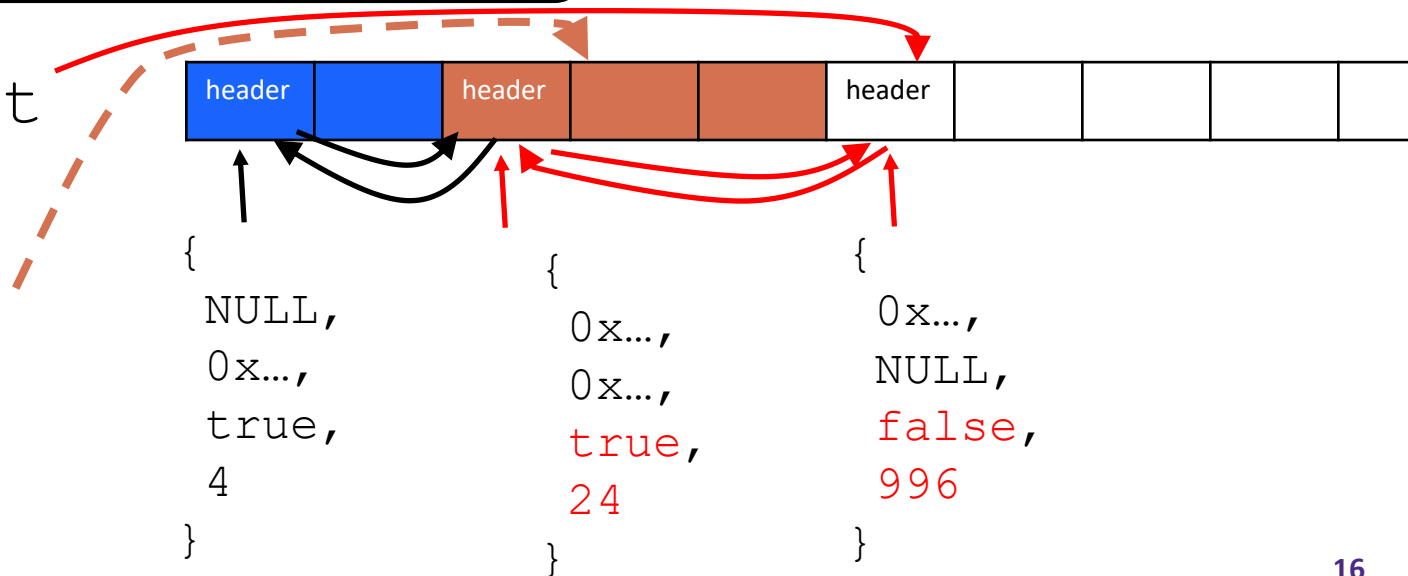 t
header
header
header
{
NULL,
0x…,
true,
4
}
{
0x…,
0x…,
true,
24
}
{
0x…,
NULL,
false,
996
}
16